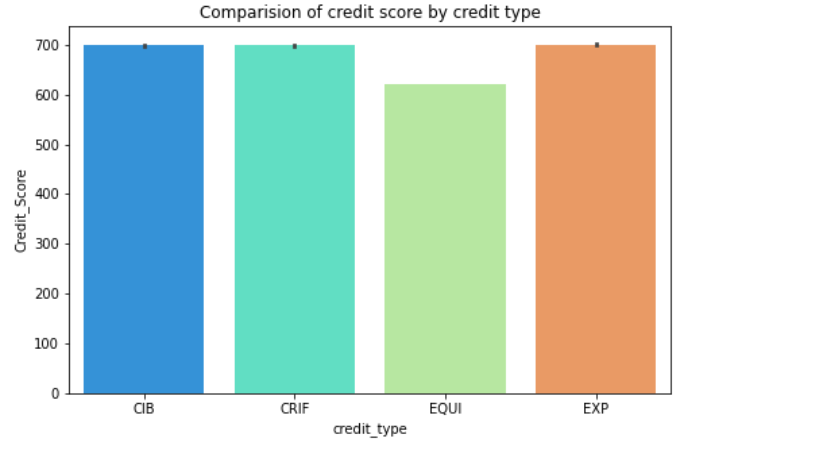 Comparision of credit score by credit type
700
600
500
400
300
200
100
0
Credit_Score
CIB CRIF EQUI EXP
credit_type